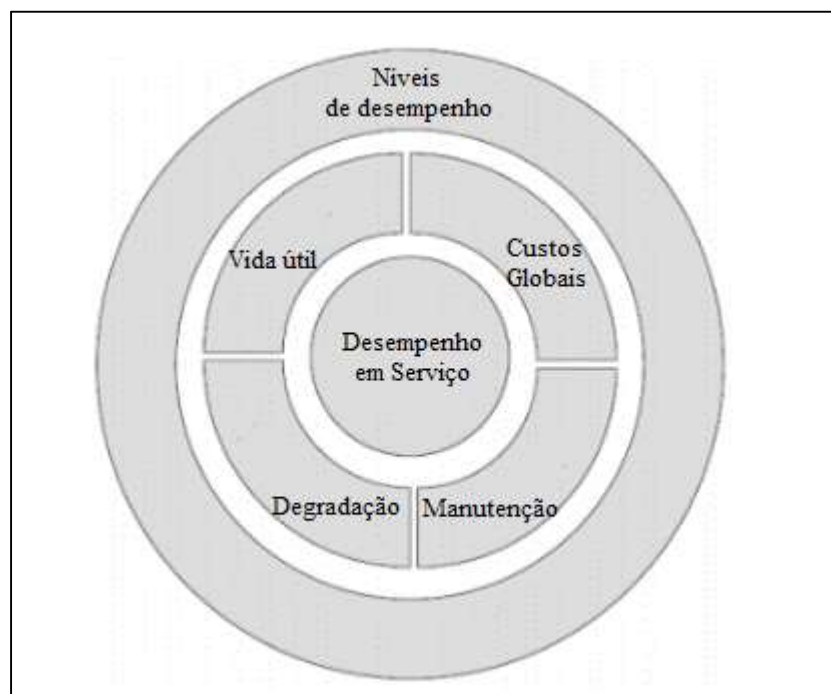 Niveis
de desempenho
Vida útil
Custos
Globais
Desempenho
em Serviço
Degradação
Manutenção